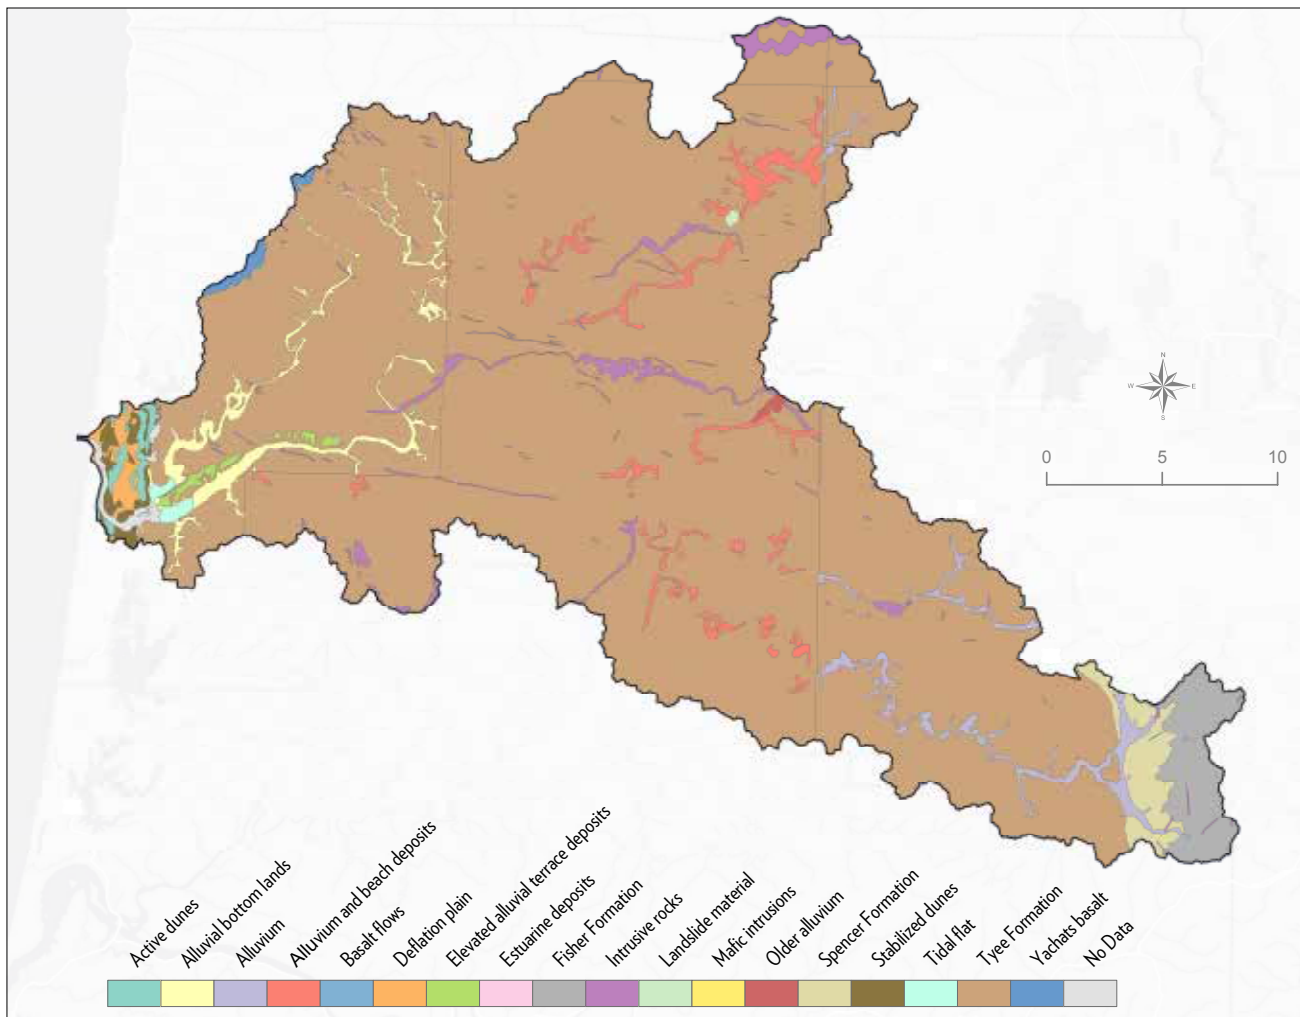 N
W
E
S
0
5
10
Active dunes
Alluvial bottom lands
Alluvium
Alluvium and beach deposits
Basalt flows
Deflation plain
Elevated alluvial terrace deposits
Estuarine deposits
Fisher Formation
Intrusive rocks
Landslide material
Mafic intrusions
Older alluvium
Spencer Formation
Stabilized dunes
Tidal flat
Tyee Formation
Yachats basalt
No Data